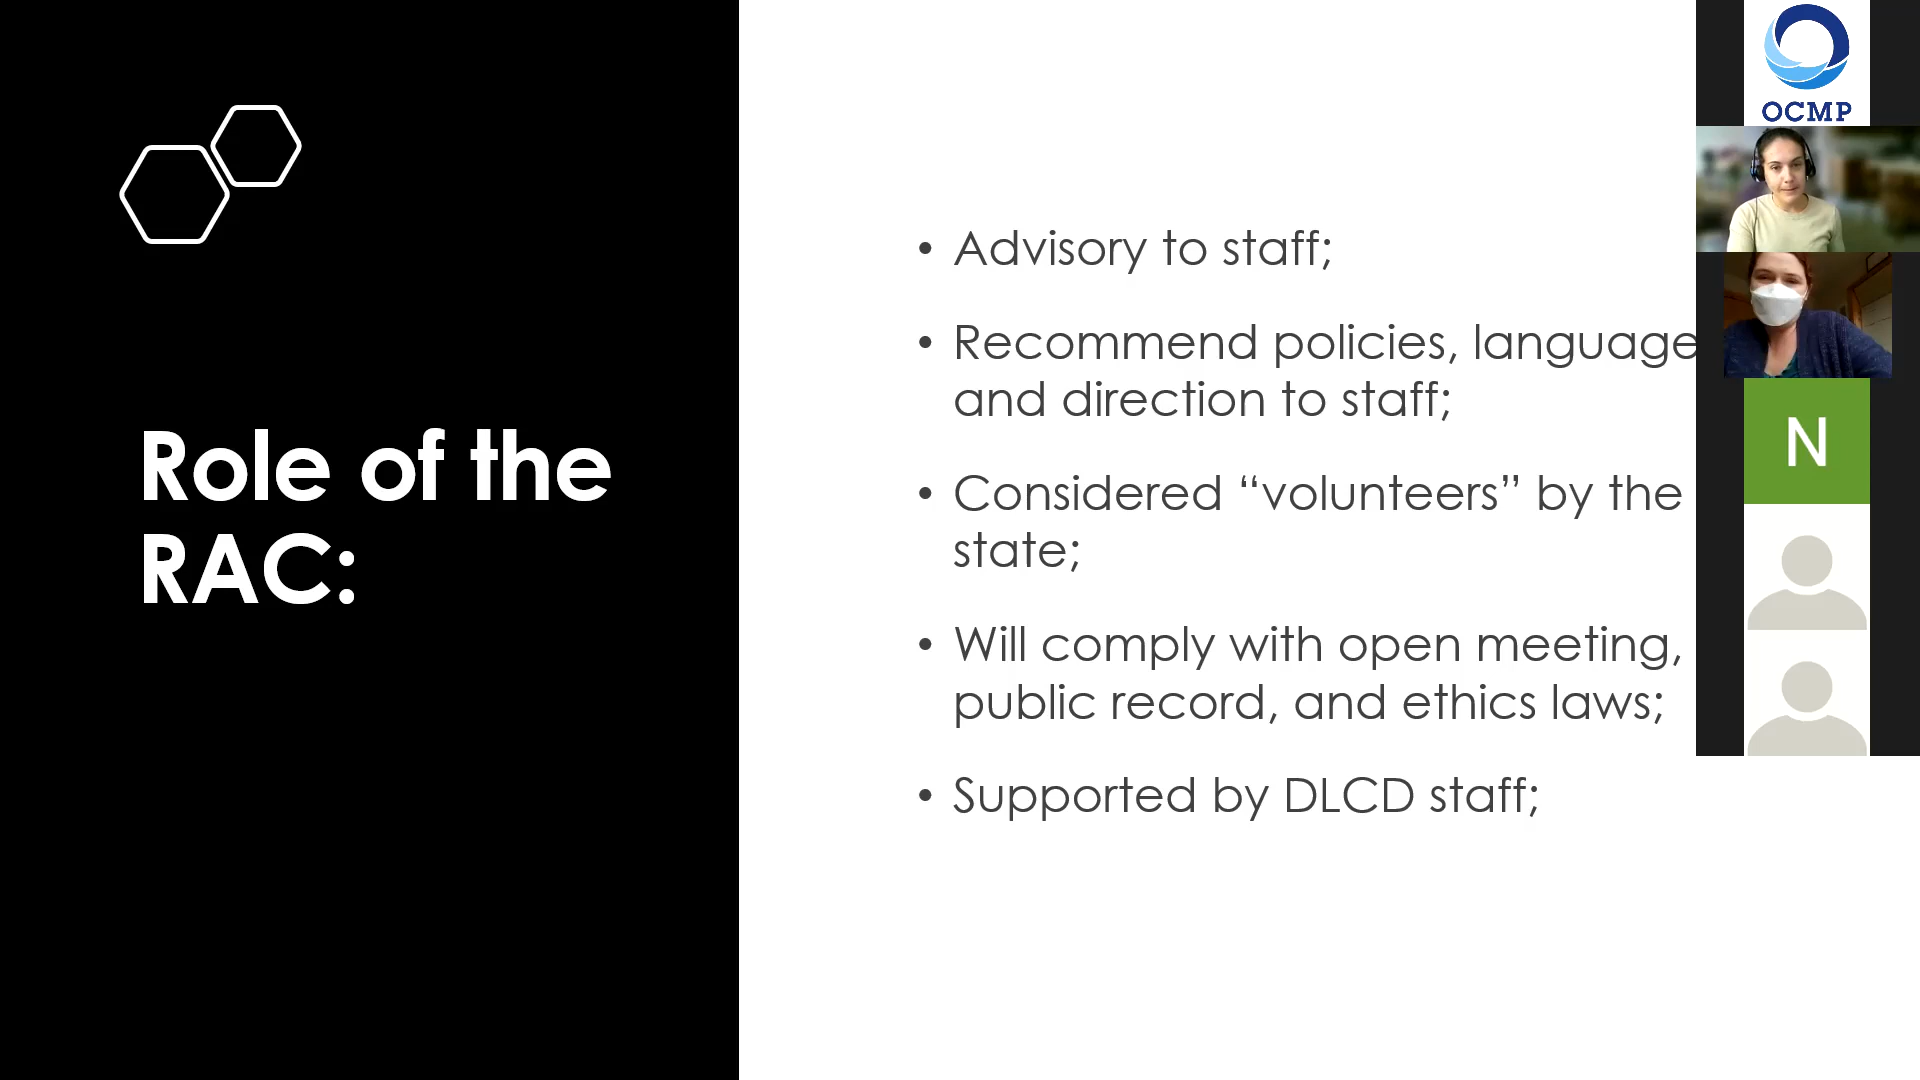 Role of the
RAC:
• Advisory to staff;
• Recommend policies, language
and direction to staff;
• Considered “volunteers” by the
state;
• Will comply with open meeting,
public record, and ethics laws;
• Supported by DLCD staff;
OCMP
N